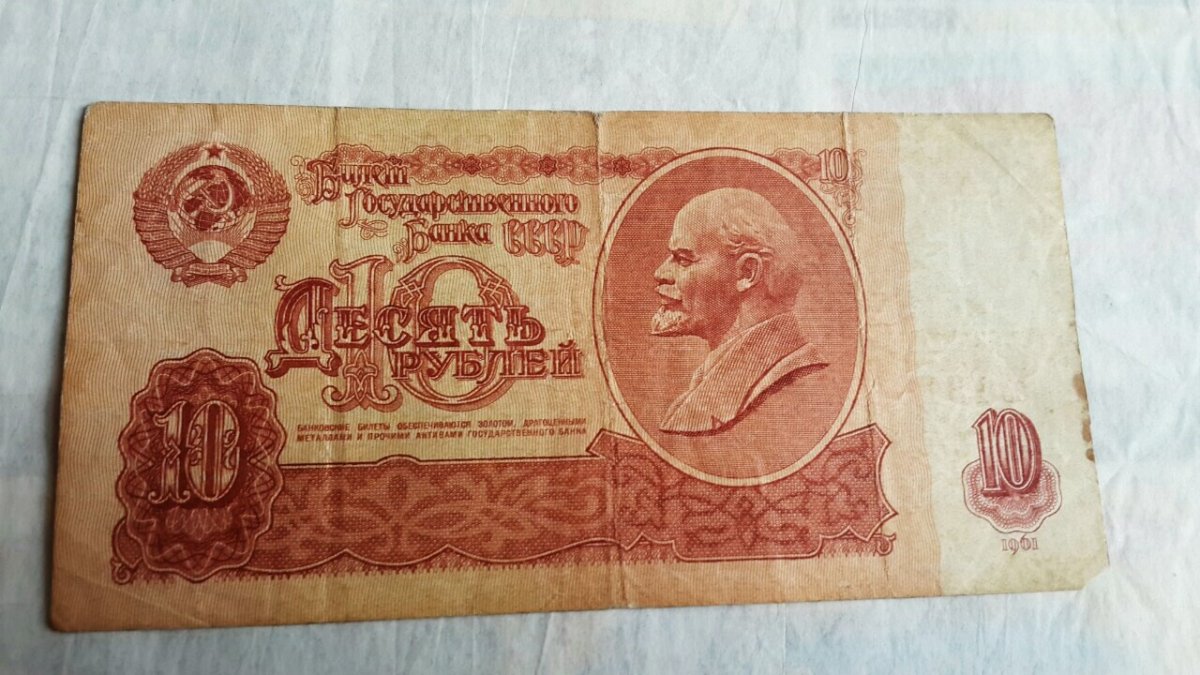 Билет
Государственного
Банка СССР
10
10
Десять
рублей
БАНКОВСКИЕ БИЛЕТЫ ОБЕСПЕЧИВАЮТСЯ ЗОЛОТОМ, ДРАГОЦЕННЫМИ
МЕТАЛЛАМИ И ПРОЧИМИ АКТИВАМИ ГОСУДАРСТВЕННОГО БАНКА
10
10
1961